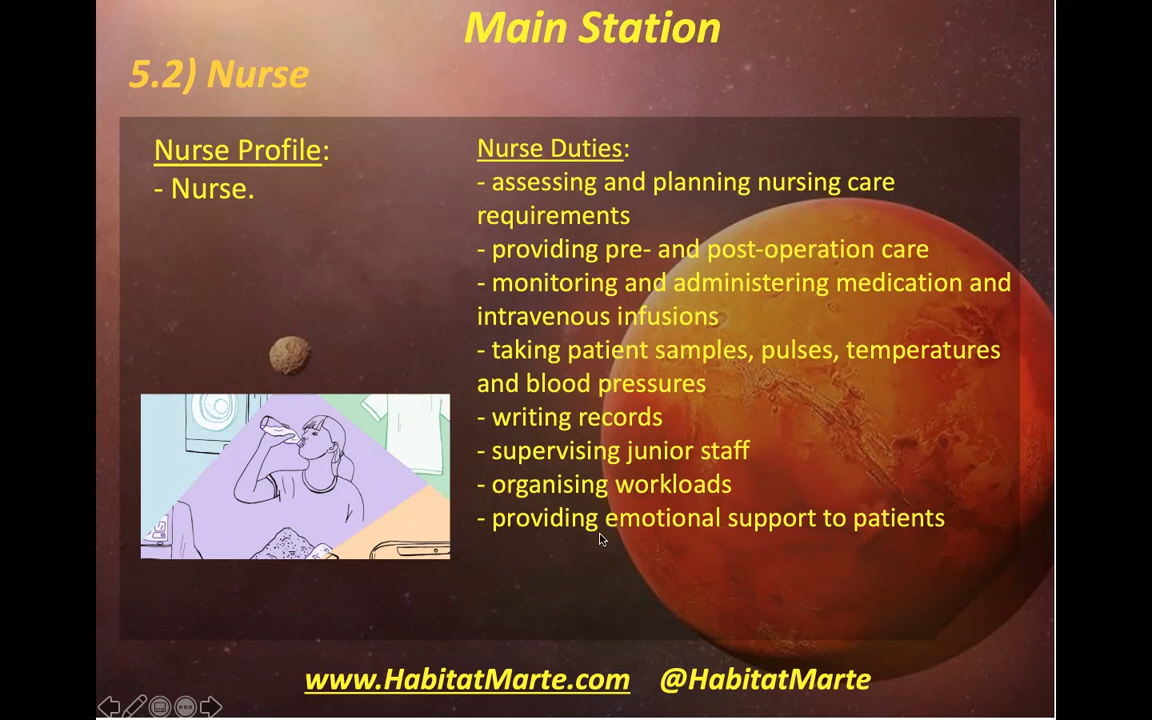 Main Station
5.2) Nurse
Nurse Profile:
- Nurse.
Nurse Duties:
- assessing and planning nursing care
requirements
- providing pre- and post-operation care
- monitoring and administering medication and
intravenous infusions
- taking patient samples, pulses, temperatures
and blood pressures
- writing records
- supervising junior staff
- organising workloads
- providing emotional support to patients
www.HabitatMarte.com @HabitatMarte